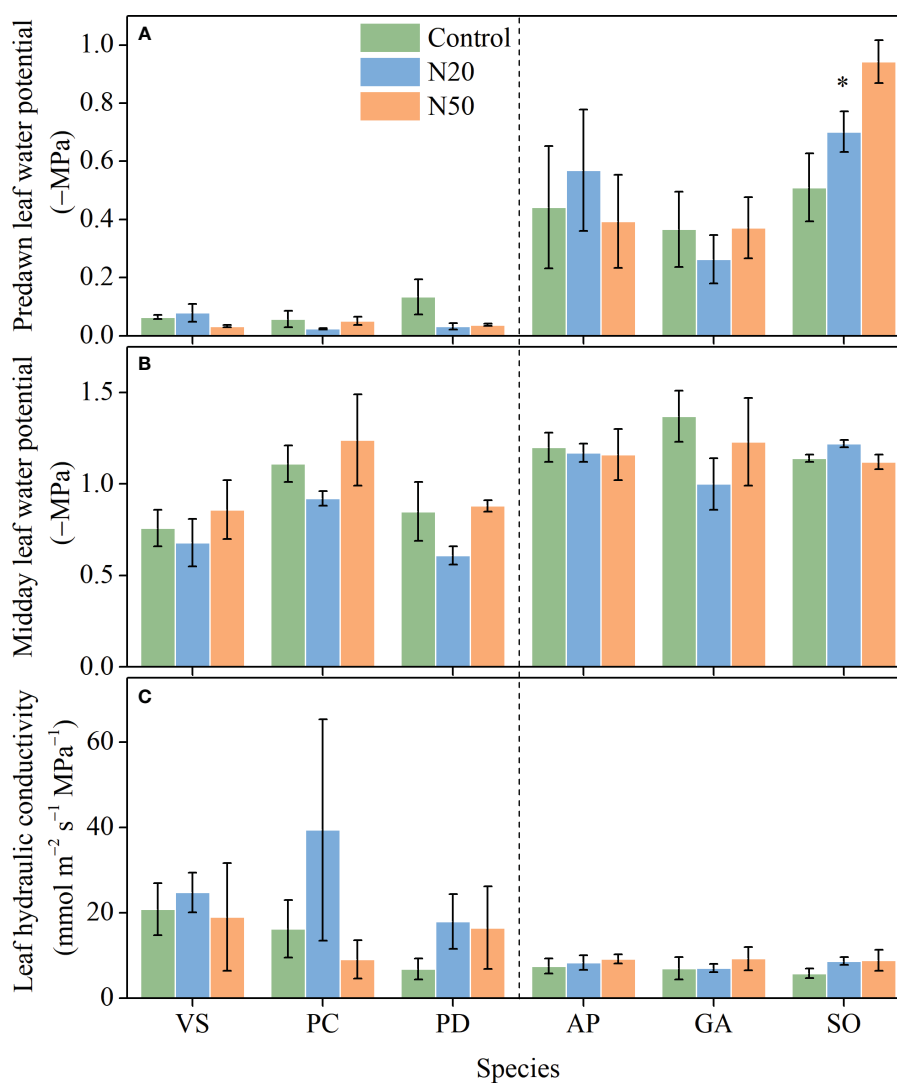 A
Control
N20
N50
*
Predawn leaf water potential
(−MPa)
1.0
0.8
0.6
0.4
0.2
0.0
B
Midday leaf water potential
(−MPa)
1.5
1.0
0.5
0.0
C
Leaf hydraulic conductivity
(mmol m⁻² s⁻¹ MPa⁻¹)
60
40
20
0
VS PC PD AP GA SO
Species